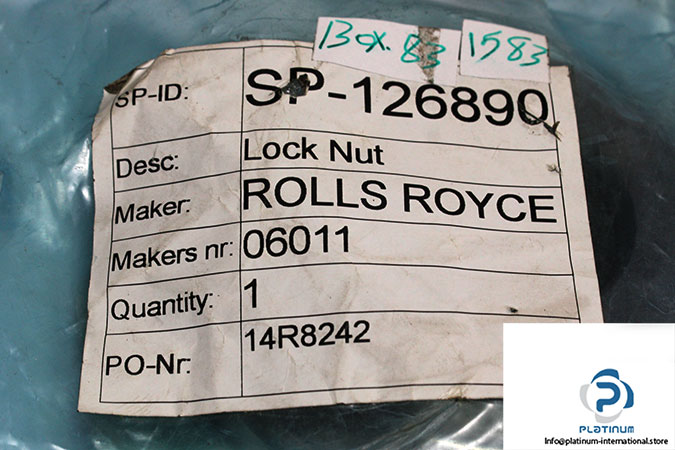 Box. 83
1583
SP-ID: SP-126890
Desc: Lock Nut
Maker: ROLLS ROYCE
Makers nr: 06011
Quantity: 1
PO-Nr: 14R8242
PLATINUM
Info@platinum-international.store